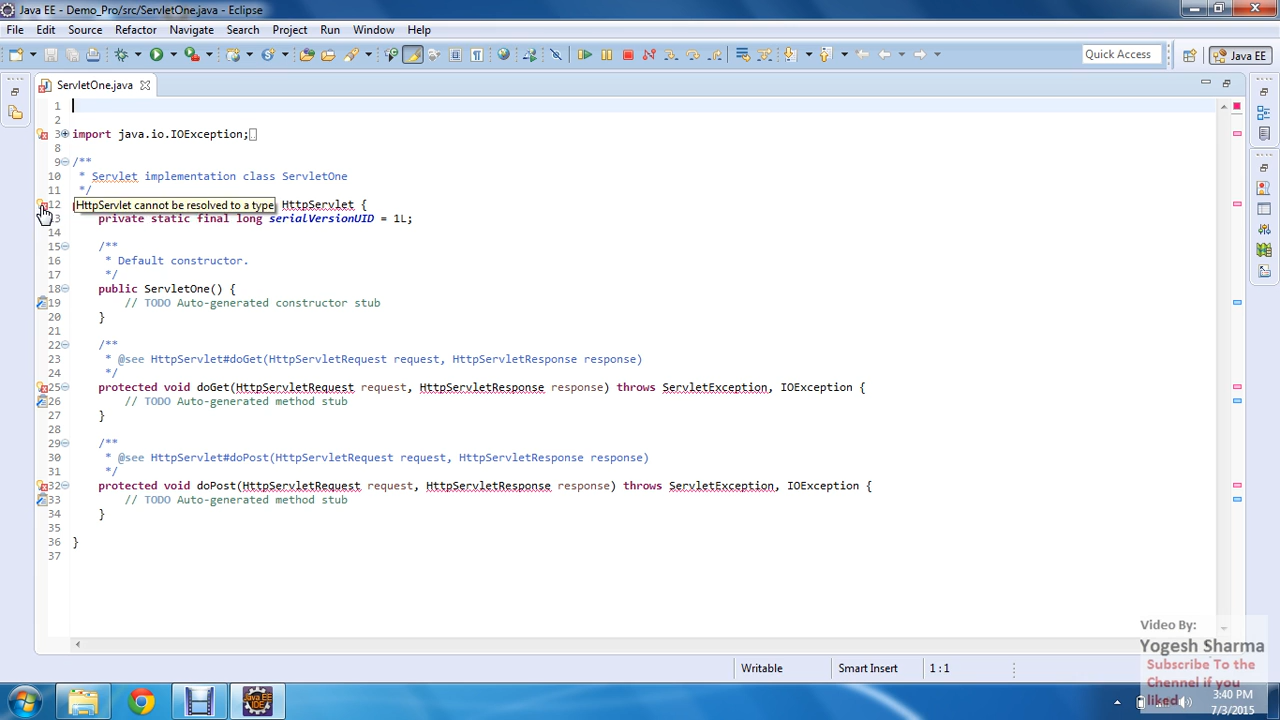 Java EE - Demo_Pro/src/ServletOne.java - Eclipse
File Edit Source Refactor Navigate Search Project Run Window Help
Quick Access Java EE
ServletOne.java
1
2
3 import java.io.IOException;
8
9 /**
10 * Servlet implementation class ServletOne
11 */
12 HttpServlet cannot be resolved to a type HttpServlet {
13 private static final long serialVersionUID = 1L;
14
15 /**
16 * Default constructor.
17 */
18 public ServletOne() {
19 // TODO Auto-generated constructor stub
20 }
21
22 /**
23 * @see HttpServlet#doGet(HttpServletRequest request, HttpServletResponse response)
24 */
25 protected void doGet(HttpServletRequest request, HttpServletResponse response) throws ServletException, IOException {
26 // TODO Auto-generated method stub
27 }
28
29 /**
30 * @see HttpServlet#doPost(HttpServletRequest request, HttpServletResponse response)
31 */
32 protected void doPost(HttpServletRequest request, HttpServletResponse response) throws ServletException, IOException {
33 // TODO Auto-generated method stub
34 }
35
36 }
37
Video By:
Yogesh Sharma
Subscribe To the
Chennel if you
liked
Writable Smart Insert 1 : 1
Java EE
IDE
3:40 PM
7/3/2015